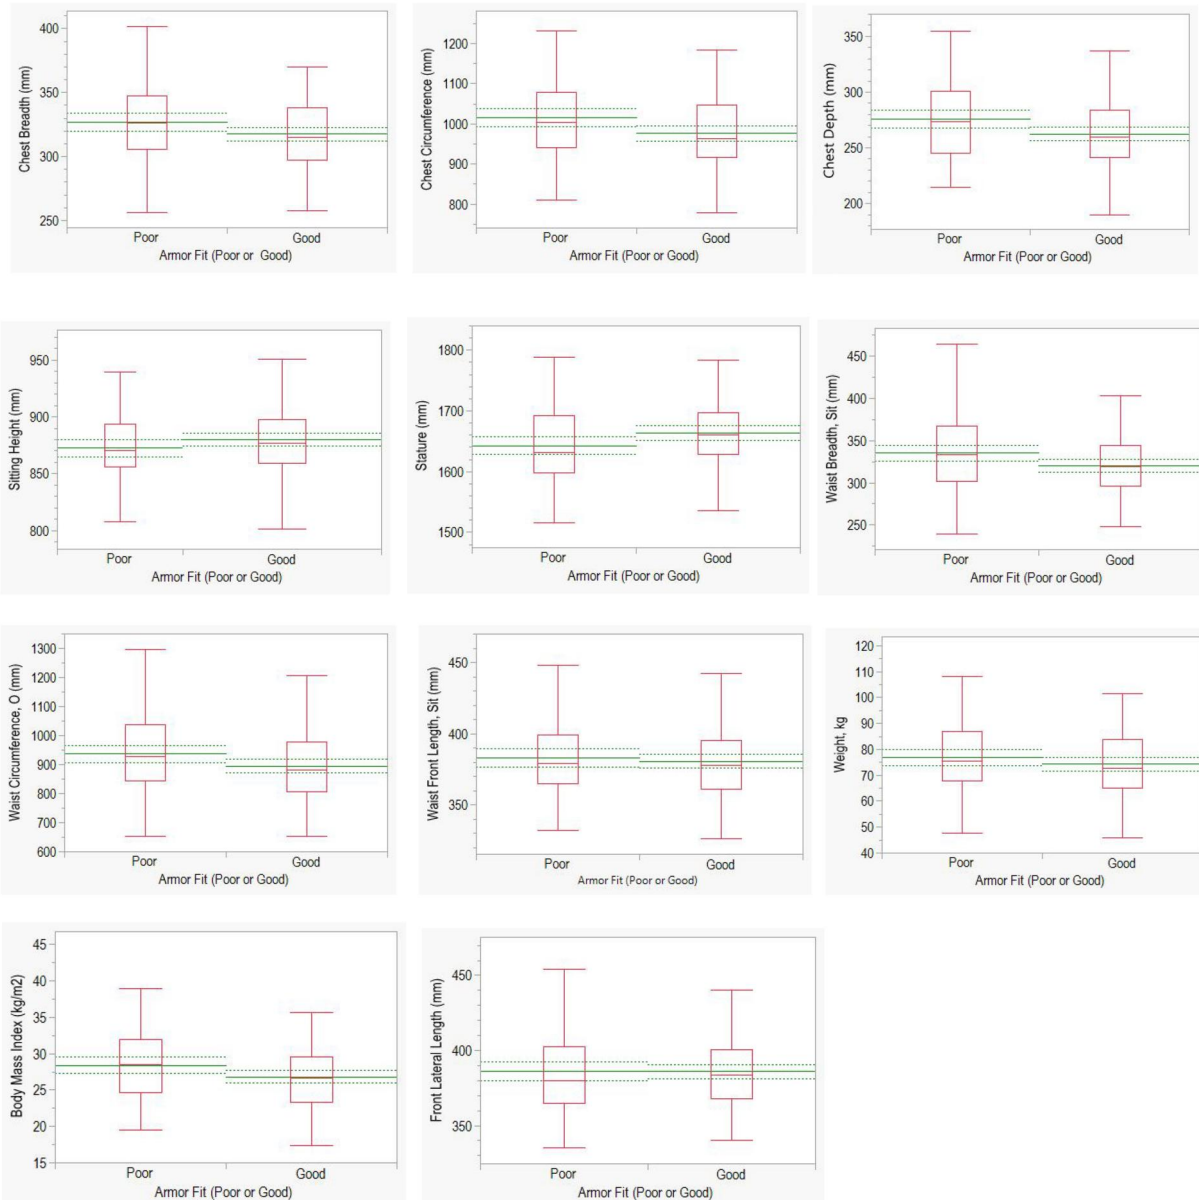 Chest Breadth (mm)
400
350
300
250
Poor Good
Armor Fit (Poor or Good)
Chest Circumference (mm)
1200
1100
1000
900
800
Poor Good
Armor Fit (Poor or Good)
Chest Depth (mm)
350
300
250
200
Poor Good
Armor Fit (Poor or Good)
Sitting Height (mm)
950
900
850
800
Poor Good
Armor Fit (Poor or Good)
Stature (mm)
1800
1700
1600
1500
Poor Good
Armor Fit (Poor or Good)
Waist Breadth, Sit (mm)
450
400
350
300
250
Poor Good
Armor Fit (Poor or Good)
Waist Circumference, O (mm)
1300
1200
1100
1000
900
800
700
600
Poor Good
Armor Fit (Poor or Good)
Waist Front Length, Sit (mm)
450
400
350
Poor Good
Armor Fit (Poor or Good)
Weight, kg
120
110
100
90
80
70
60
50
40
Poor Good
Armor Fit (Poor or Good)
Body Mass Index (kg/m2)
45
40
35
30
25
20
15
Poor Good
Armor Fit (Poor or Good)
Front Lateral Length (mm)
450
400
350
Poor Good
Armor Fit (Poor or Good)